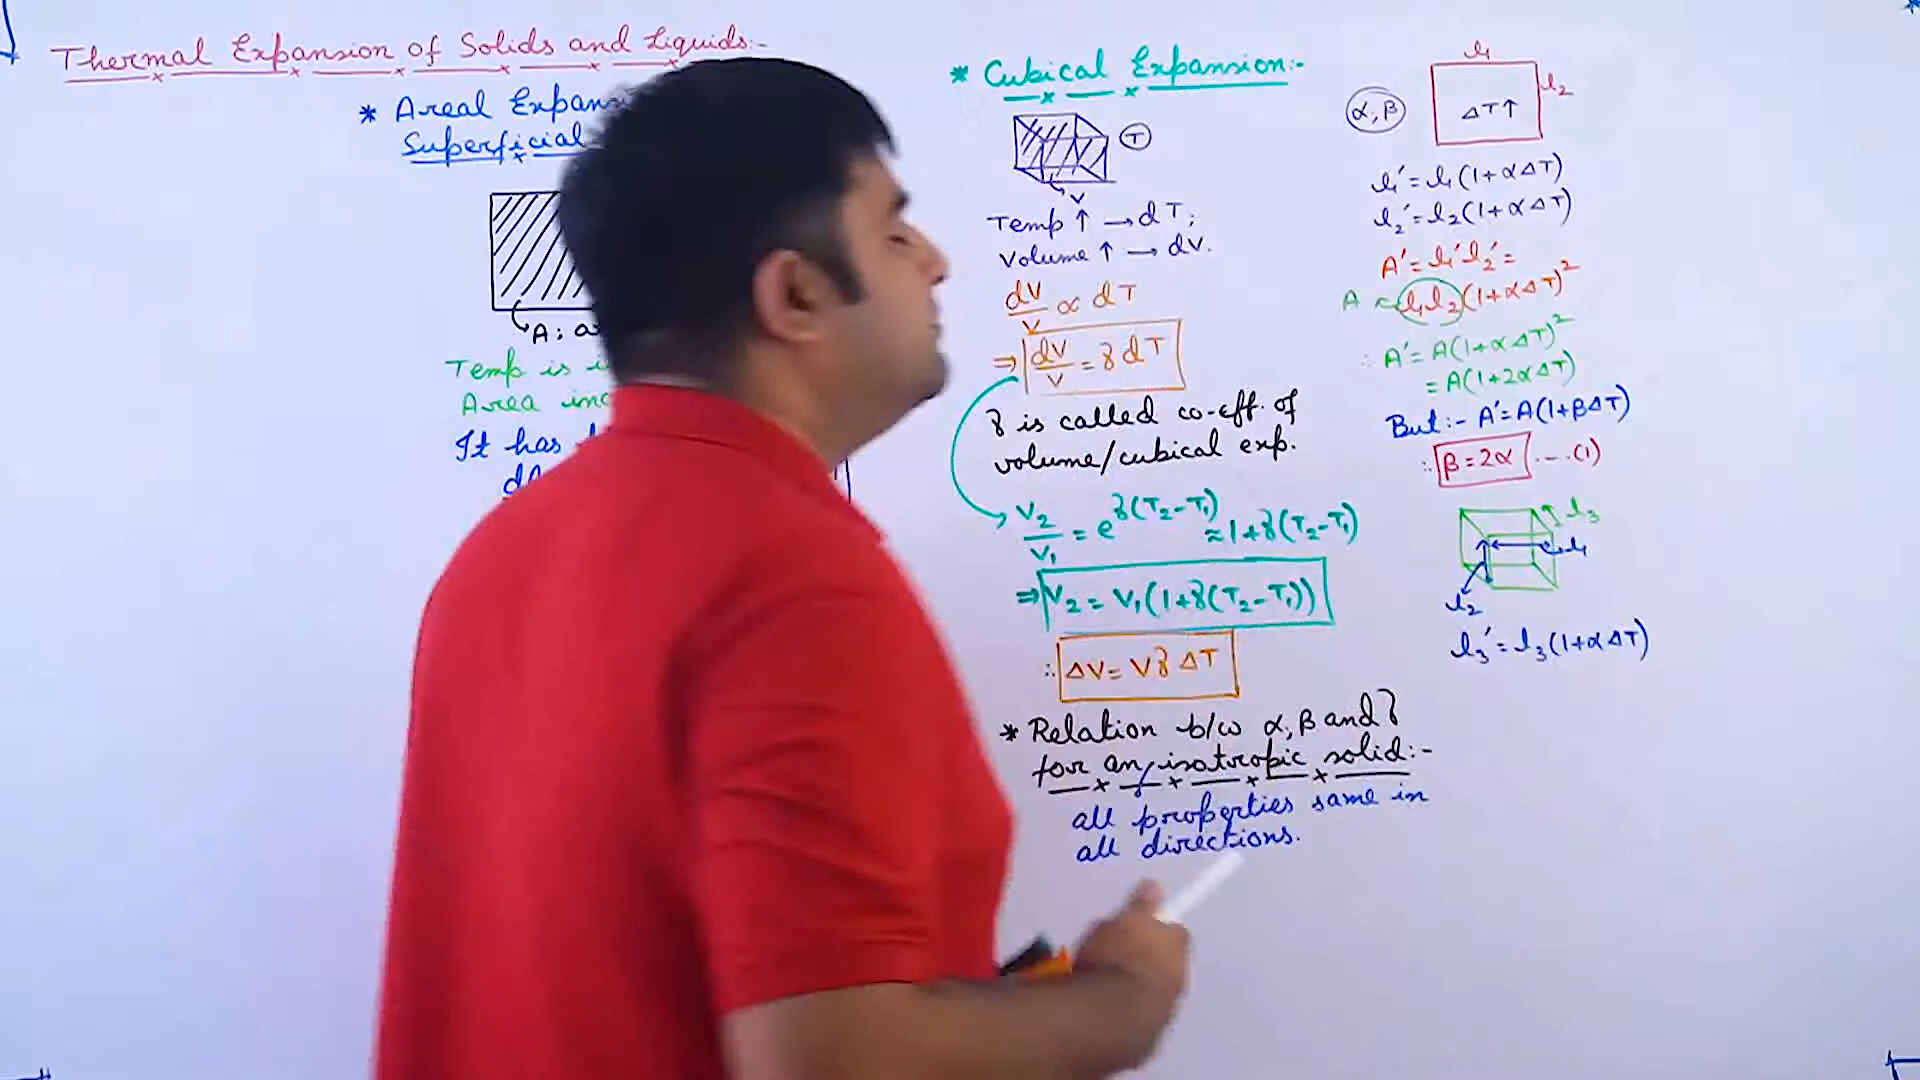 Thermal Expansion of Solids and Liquids:-
* Areal
Superficial
A;
Temp is
Area
It has
* Cubical Expansion:-
T
V
Temp ↑ → dT;
Volume ↑ → dV.
dV/V ∝ dT
⇒ dV/V = γ dT
γ is called co-eff. of
volume/cubical exp.
V₂/V₁ = e^γ(T₂-T₁) ≈ 1+γ(T₂-T₁)
⇒ V₂ = V₁(1+γ(T₂-T₁))
∴ ΔV = VγΔT
* Relation b/w α, β and γ
for an isotropic solid:-
all properties same in
all directions.
l₁
α, β
ΔT↑
l₂
l₁' = l₁(1+αΔT)
l₂' = l₂(1+αΔT)
A' = l₁'l₂' =
A ← l₁l₂(1+αΔT)²
∴ A' = A(1+αΔT)²
= A(1+2αΔT)
But:- A' = A(1+βΔT)
∴ β = 2α ....(1)
l₃
l₁
l₂
l₃' = l₃(1+αΔT)